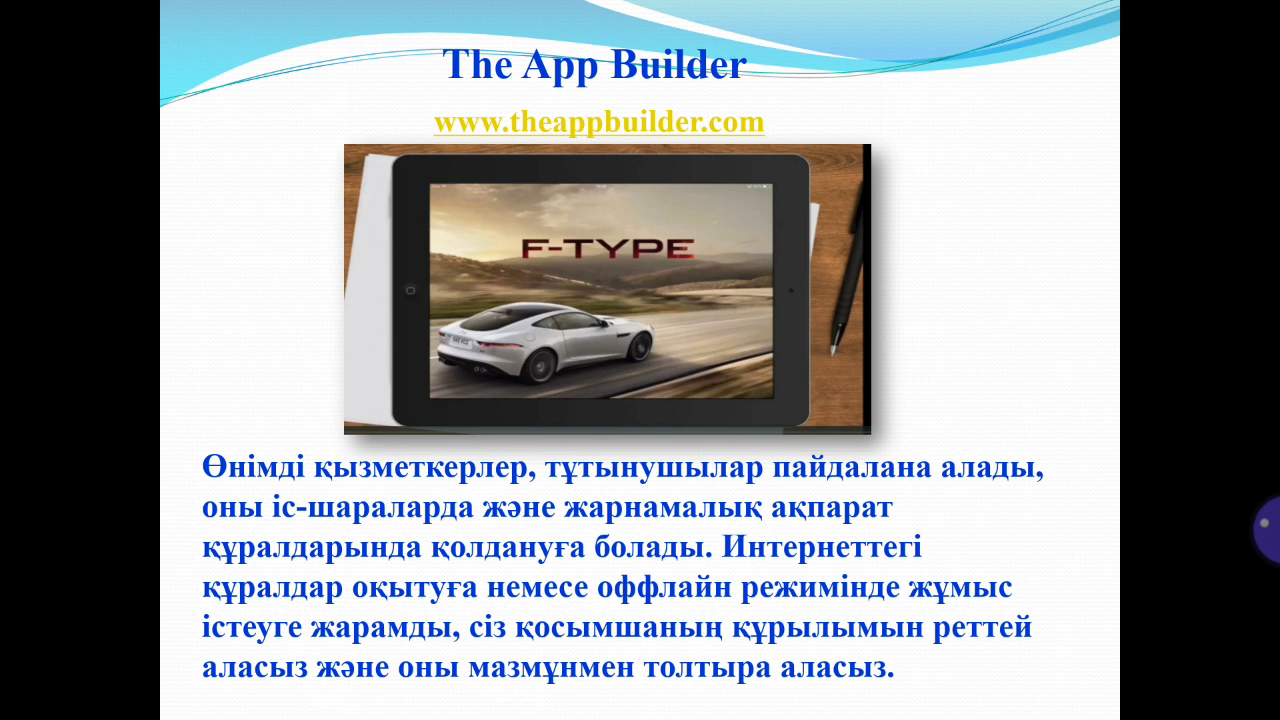 The App Builder
www.theappbuilder.com
F-TYPE
Өнімді қызметкерлер, тұтынушылар пайдалана алады,
оны іс-шараларда және жарнамалық ақпарат
құралдарында қолдануға болады. Интернеттегі
құралдар оқытуға немесе оффлайн режимінде жұмыс
істеуге жарамды, сіз қосымшаның құрылымын реттей
аласыз және оны мазмұнмен толтыра аласыз.